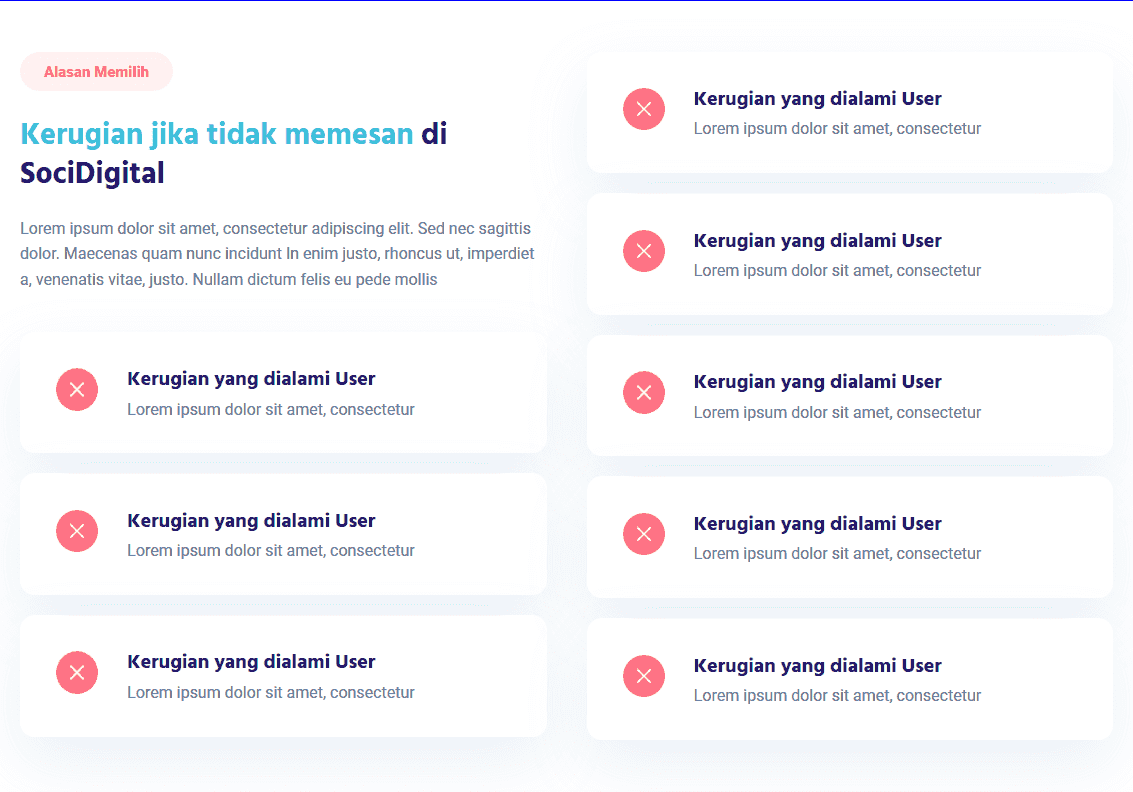 Alasan Memilih
Kerugian jika tidak memesan di
SociDigital
Lorem ipsum dolor sit amet, consectetur adipiscing elit. Sed nec sagittis
dolor. Maecenas quam nunc incidunt In enim justo, rhoncus ut, imperdiet
a, venenatis vitae, justo. Nullam dictum felis eu pede mollis
Kerugian yang dialami User
Lorem ipsum dolor sit amet, consectetur
Kerugian yang dialami User
Lorem ipsum dolor sit amet, consectetur
Kerugian yang dialami User
Lorem ipsum dolor sit amet, consectetur
Kerugian yang dialami User
Lorem ipsum dolor sit amet, consectetur
Kerugian yang dialami User
Lorem ipsum dolor sit amet, consectetur
Kerugian yang dialami User
Lorem ipsum dolor sit amet, consectetur
Kerugian yang dialami User
Lorem ipsum dolor sit amet, consectetur
Kerugian yang dialami User
Lorem ipsum dolor sit amet, consectetur